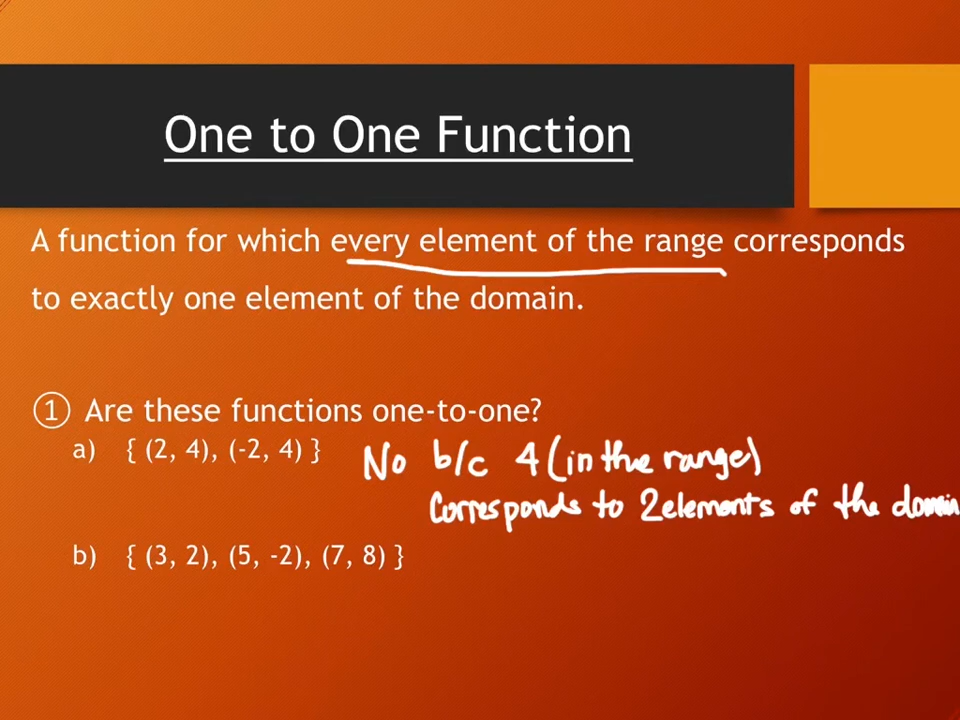 One to One Function
A function for which every element of the range corresponds
to exactly one element of the domain.
① Are these functions one-to-one?
a) { (2, 4), (-2, 4) }
No b/c 4 (in the range)
Corresponds to 2 elements of the domain
b) { (3, 2), (5, -2), (7, 8) }